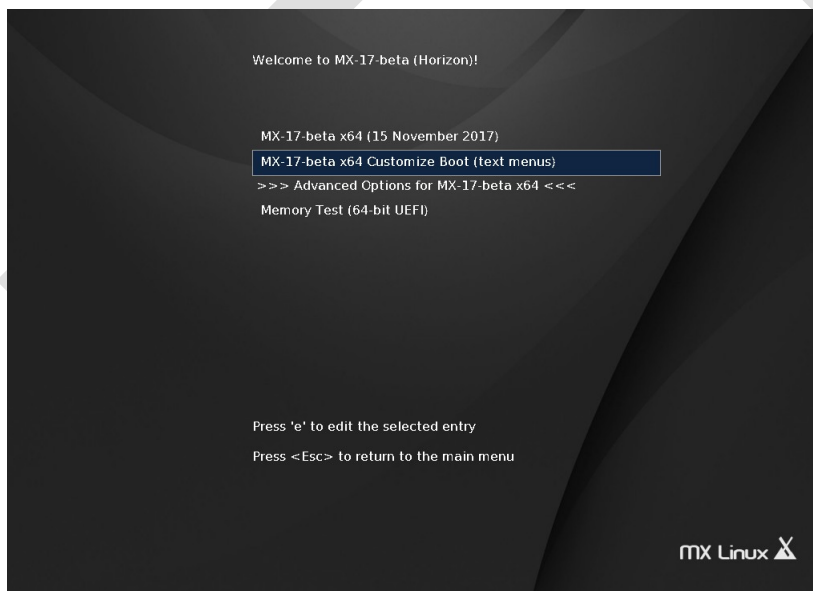 Welcome to MX-17-beta (Horizon)!
MX-17-beta x64 (15 November 2017)
MX-17-beta x64 Customize Boot (text menus)
>>> Advanced Options for MX-17-beta x64 <<<
Memory Test (64-bit UEFI)
Press 'e' to edit the selected entry
Press <Esc> to return to the main menu
MX Linux